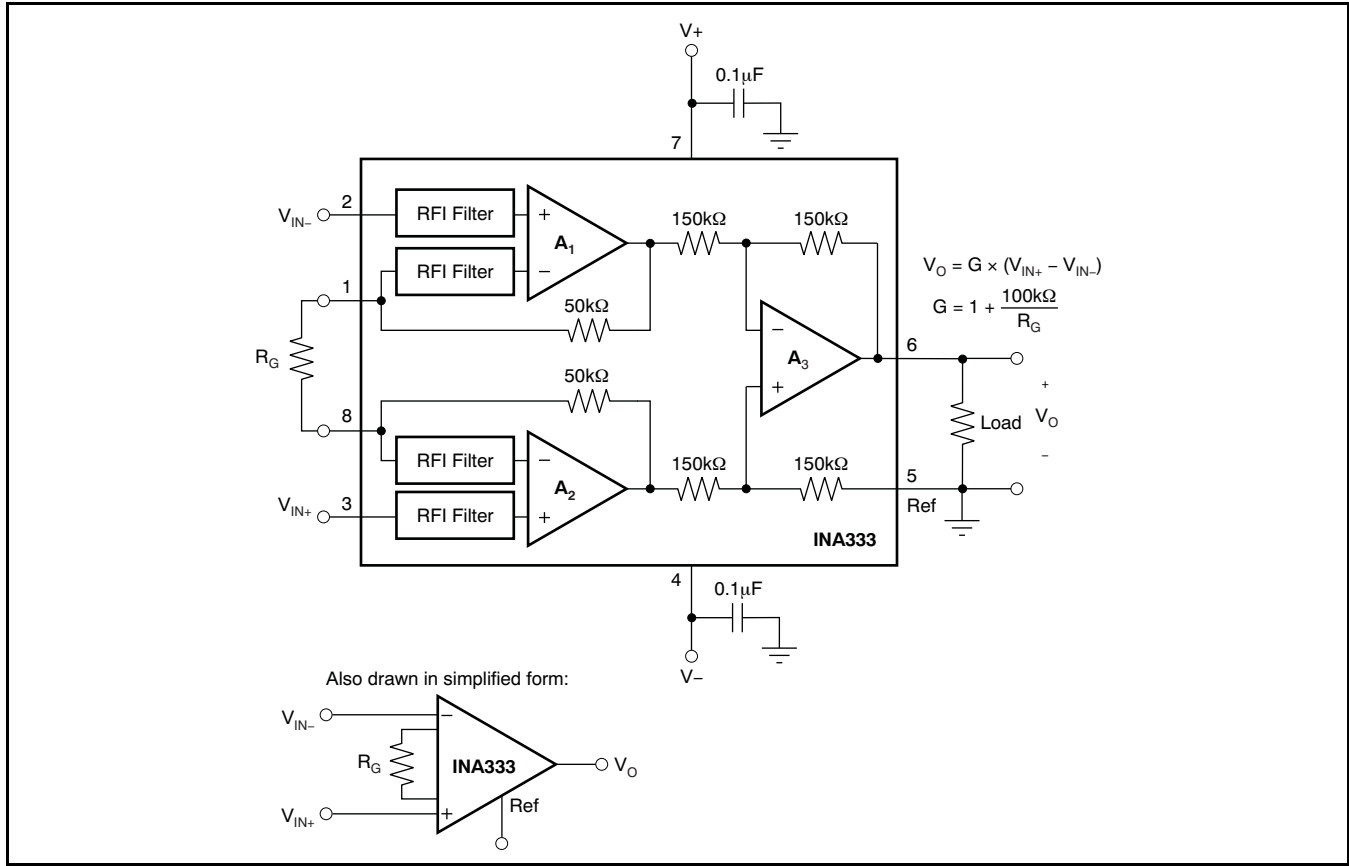 V+
0.1μF
7
2
V_IN−
RFI Filter
+
A_1
150kΩ
150kΩ
RFI Filter
−
V_O = G × (V_IN+ − V_IN−)
1
50kΩ
G = 1 + 100kΩ / R_G
R_G
−
A_3
6
+
50kΩ
8
+
Load
V_O
−
RFI Filter
−
A_2
150kΩ
150kΩ
5
Ref
V_IN+
3
RFI Filter
+
INA333
4
0.1μF
V−
Also drawn in simplified form:
V_IN−
−
R_G
INA333
V_O
V_IN+
+
Ref